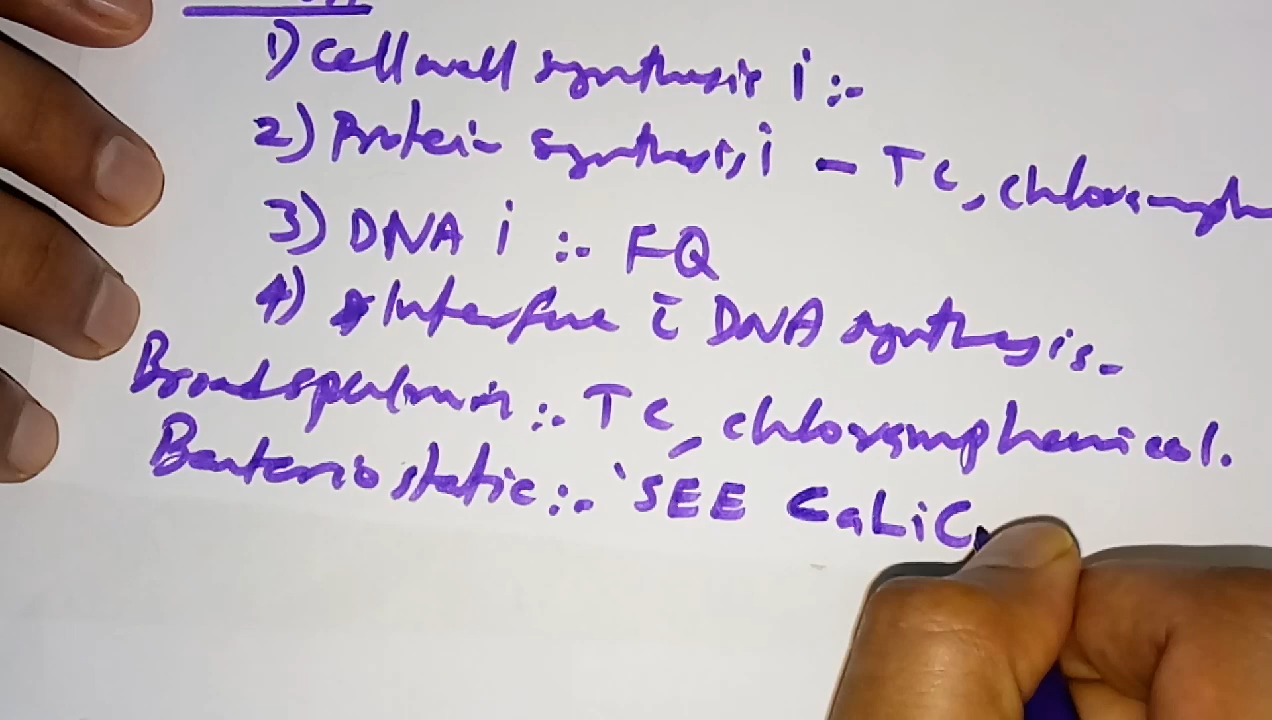 1) cell wall synthesis i :-
2) Protein synthesis i - TC, chloramph
3) DNA i :- FQ
4) Interfere c̄ DNA synthesis.
Broadspectrum :- TC, chloramphenicol.
Bacteriostatic :- 'SEE CaLiC